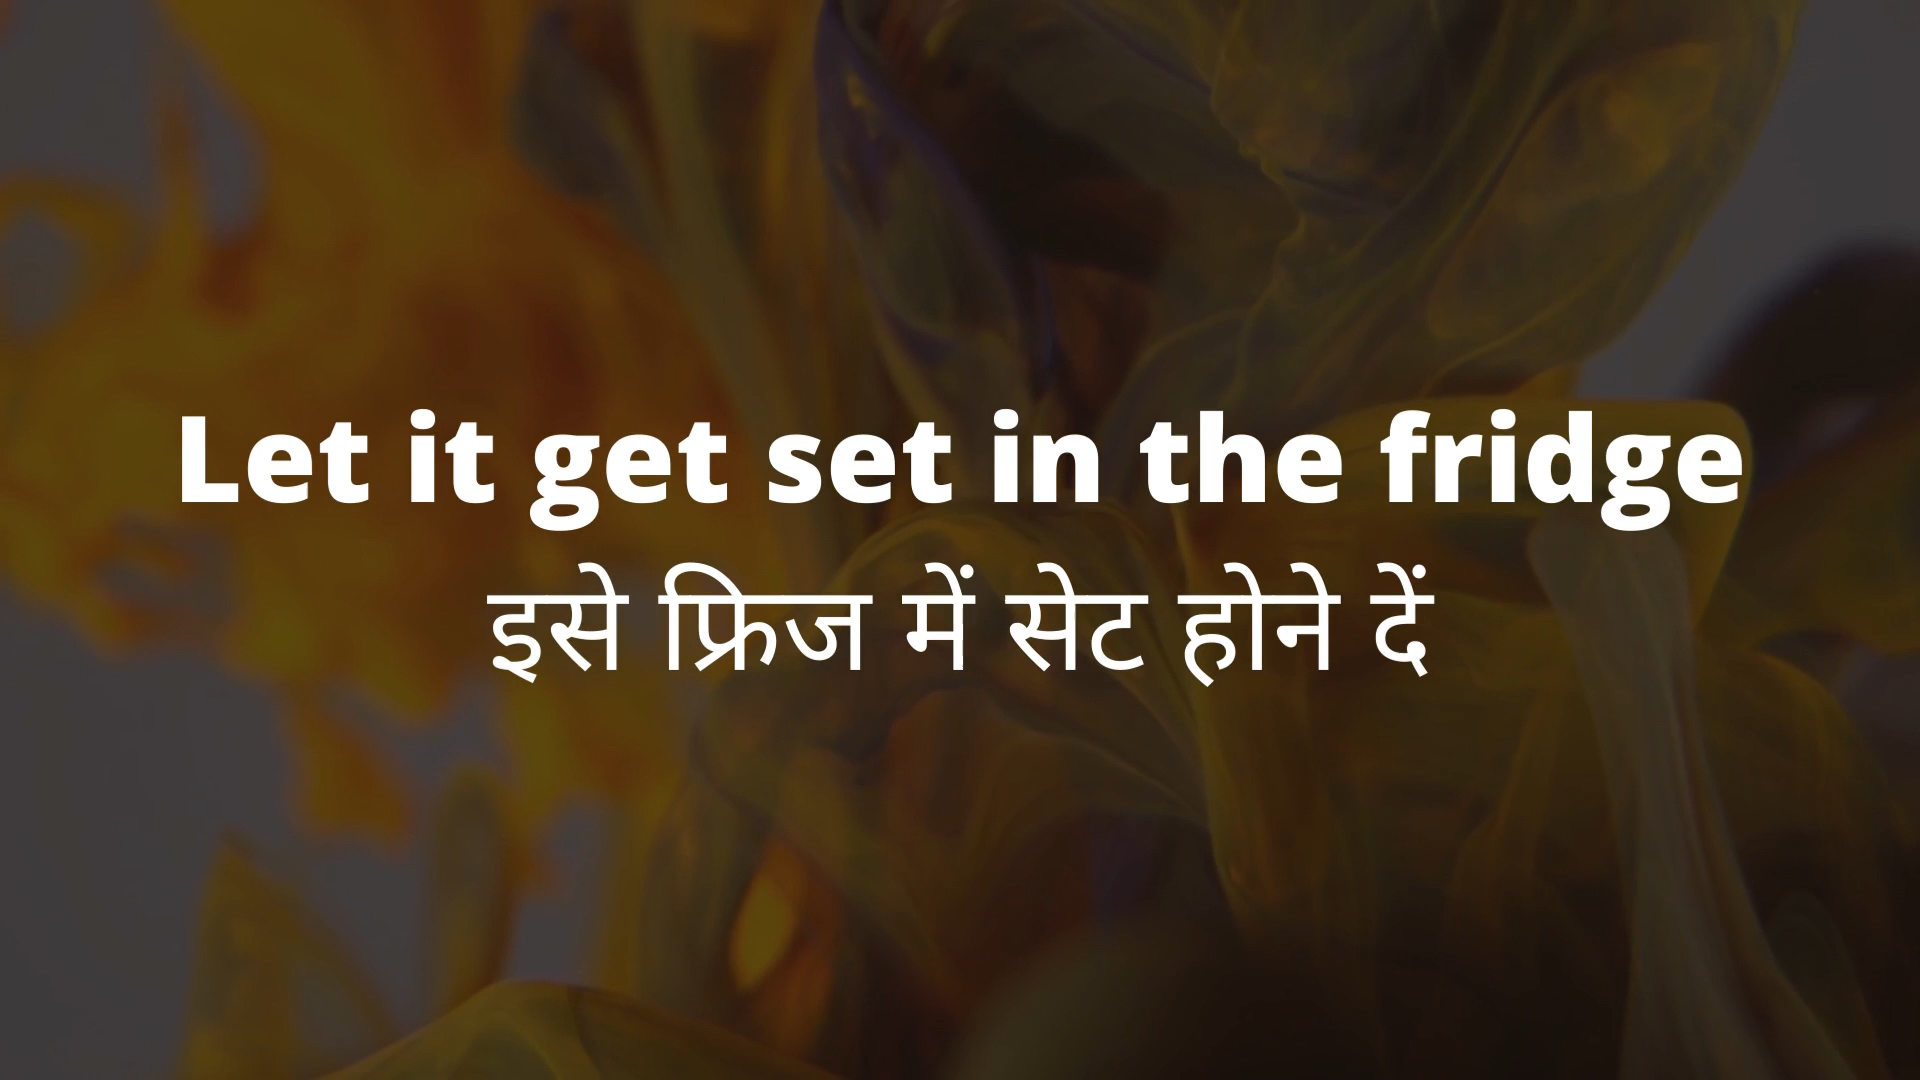 Let it get set in the fridge
इसे फ्रिज में सेट होने दें